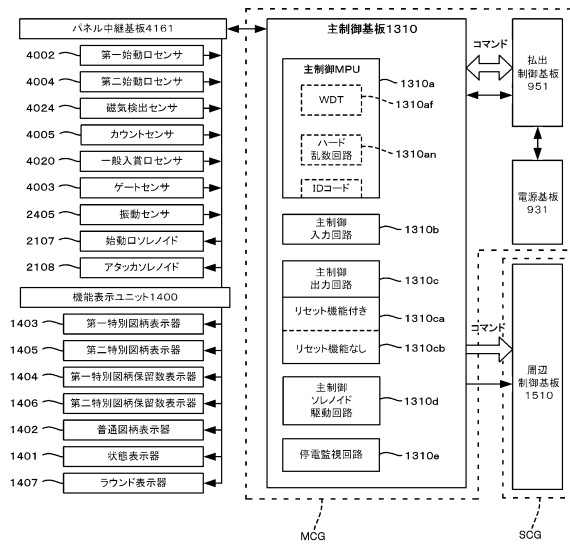 パネル中継基板4161
4002 第一始動口センサ
4004 第二始動口センサ
4024 磁気検出センサ
4005 カウントセンサ
4020 一般入賞口センサ
4003 ゲートセンサ
2405 振動センサ
2107 始動口ソレノイド
2108 アタッカソレノイド
機能表示ユニット1400
1403 第一特別図柄表示器
1405 第二特別図柄表示器
1404 第一特別図柄保留数表示器
1406 第二特別図柄保留数表示器
1402 普通図柄表示器
1401 状態表示器
1407 ラウンド表示器
主制御基板1310
主制御MPU
1310a
WDT
1310af
ハード
乱数回路
1310an
IDコード
主制御
入力回路
1310b
主制御
出力回路
1310c
リセット機能付き
1310ca
リセット機能なし
1310cb
主制御
ソレノイド
駆動回路
1310d
停電監視回路
1310e
MCG
コマンド
払出
制御基板
951
電源基板
931
コマンド
周辺
制御基板
1510
SCG